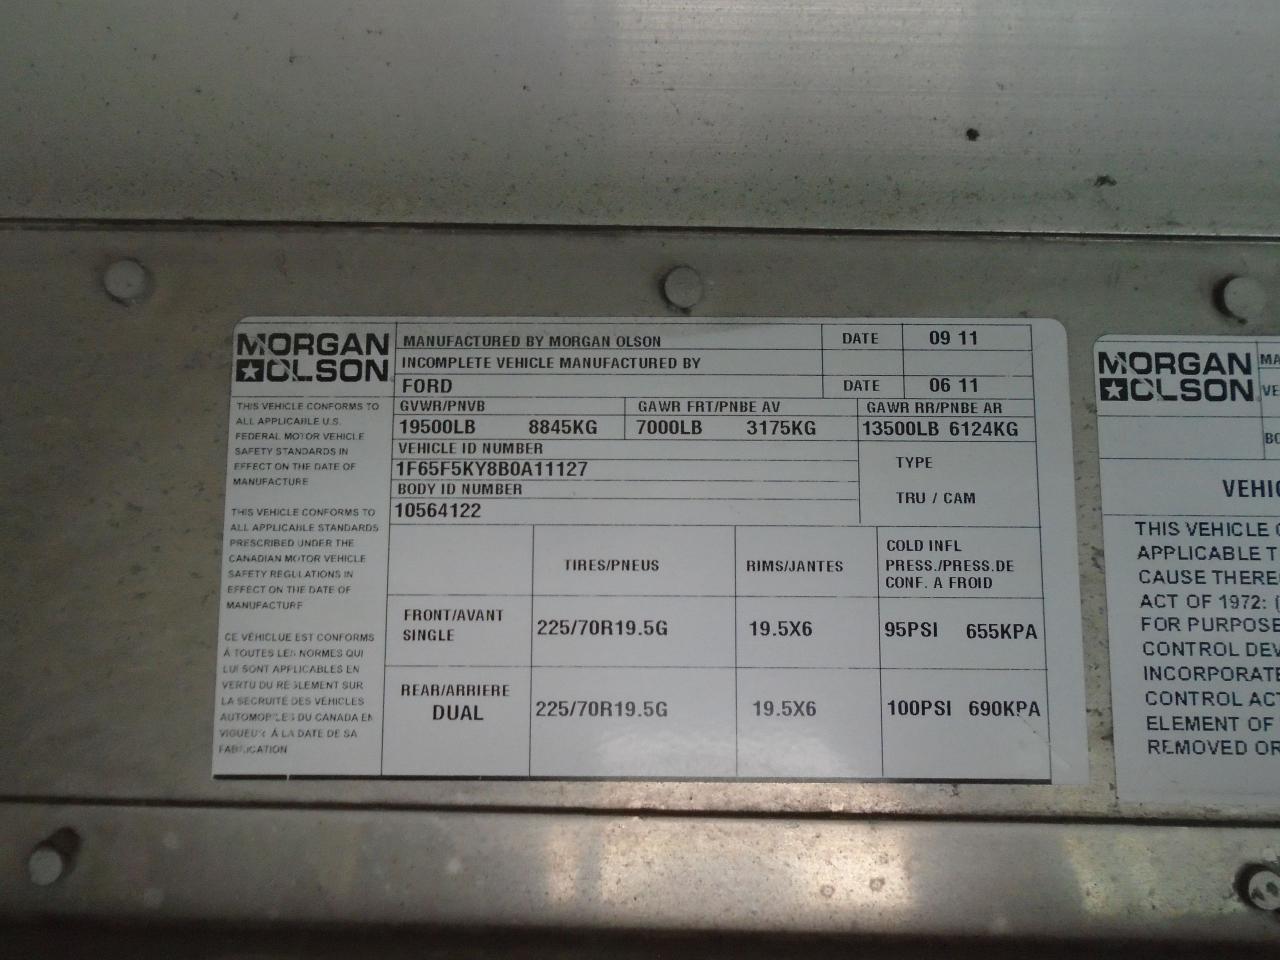 MORGAN
OLSON
MANUFACTURED BY MORGAN OLSON DATE 09 11
INCOMPLETE VEHICLE MANUFACTURED BY
FORD DATE 06 11
GVWR/PNVB GAWR FRT/PNBE AV GAWR RR/PNBE AR
19500LB 8845KG 7000LB 3175KG 13500LB 6124KG
VEHICLE ID NUMBER
1F65F5KY8B0A11127
BODY ID NUMBER
10564122
TYPE
TRU / CAM
TIRES/PNEUS RIMS/JANTES COLD INFL
PRESS./PRESS.DE
CONF. A FROID
FRONT/AVANT
SINGLE 225/70R19.5G 19.5X6 95PSI 655KPA
REAR/ARRIERE
DUAL 225/70R19.5G 19.5X6 100PSI 690KPA
THIS VEHICLE CONFORMS TO
ALL APPLICABLE U.S.
FEDERAL MOTOR VEHICLE
SAFETY STANDARDS IN
EFFECT ON THE DATE OF
MANUFACTURE
THIS VEHICLE CONFORMS TO
ALL APPLICABLE STANDARDS
PRESCRIBED UNDER THE
CANADIAN MOTOR VEHICLE
SAFETY REGULATIONS IN
EFFECT ON THE DATE OF
MANUFACTURE
CE VÉHICLUE EST CONFORMS
À TOUTES LES NORMES QUI
LUI SONT APPLICABLES EN
VERTU DU RÉGLEMENT SUR
LA SECRUITÉ DES VÉHICLES
AUTOMOBILES DU CANADA EN
VIGUEUR À LA DATE DE SA
FABRICATION
MORGAN
OLSON
MA
VE
BO
VEHIC
THIS VEHICLE
APPLICABLE T
CAUSE THERE
ACT OF 1972:
FOR PURPOSE
CONTROL DEV
INCORPORATE
CONTROL ACT
ELEMENT OF
REMOVED OR